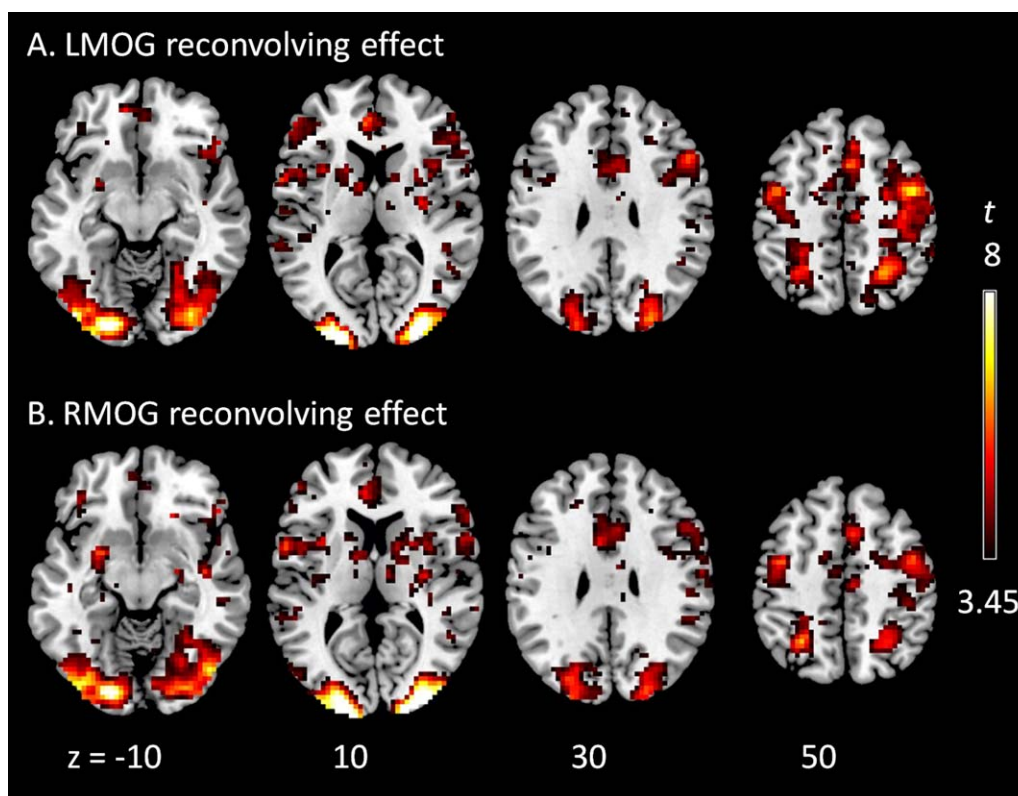 A. LMOG reconvolving effect
t
8
3.45
B. RMOG reconvolving effect
z = -10 10 30 50